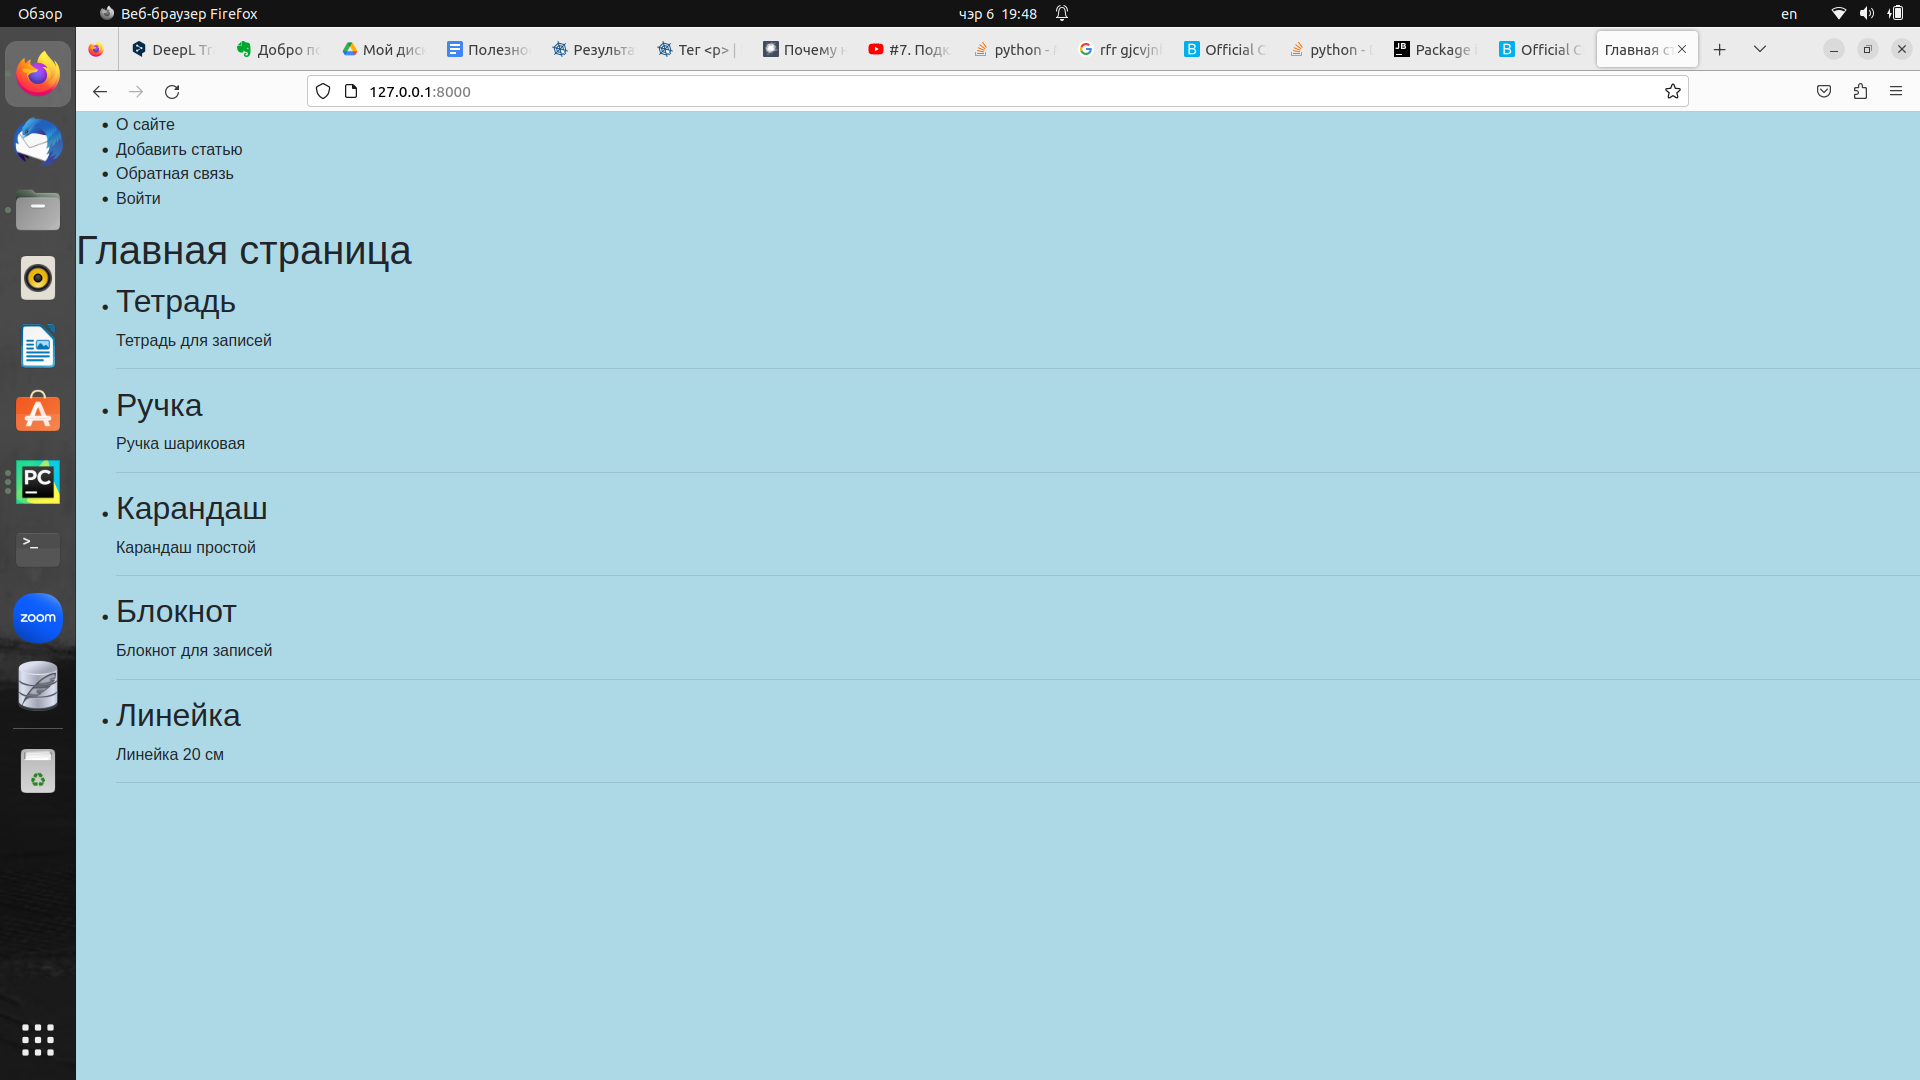 Обзор
Веб-браузер Firefox
чэр 6 19:48
en
DeepL Tr
Добро по
Мой дис
Полезно
Результа
Тег <p> |
Почему н
#7. Подк
python -
rfr gjcvjn
Official C
python -
Package i
Official C
Главная с
127.0.0.1:8000
О сайте
Добавить статью
Обратная связь
Войти
Главная страница
Тетрадь
Тетрадь для записей
Ручка
Ручка шариковая
Карандаш
Карандаш простой
Блокнот
Блокнот для записей
Линейка
Линейка 20 см
PC
>_
zoom